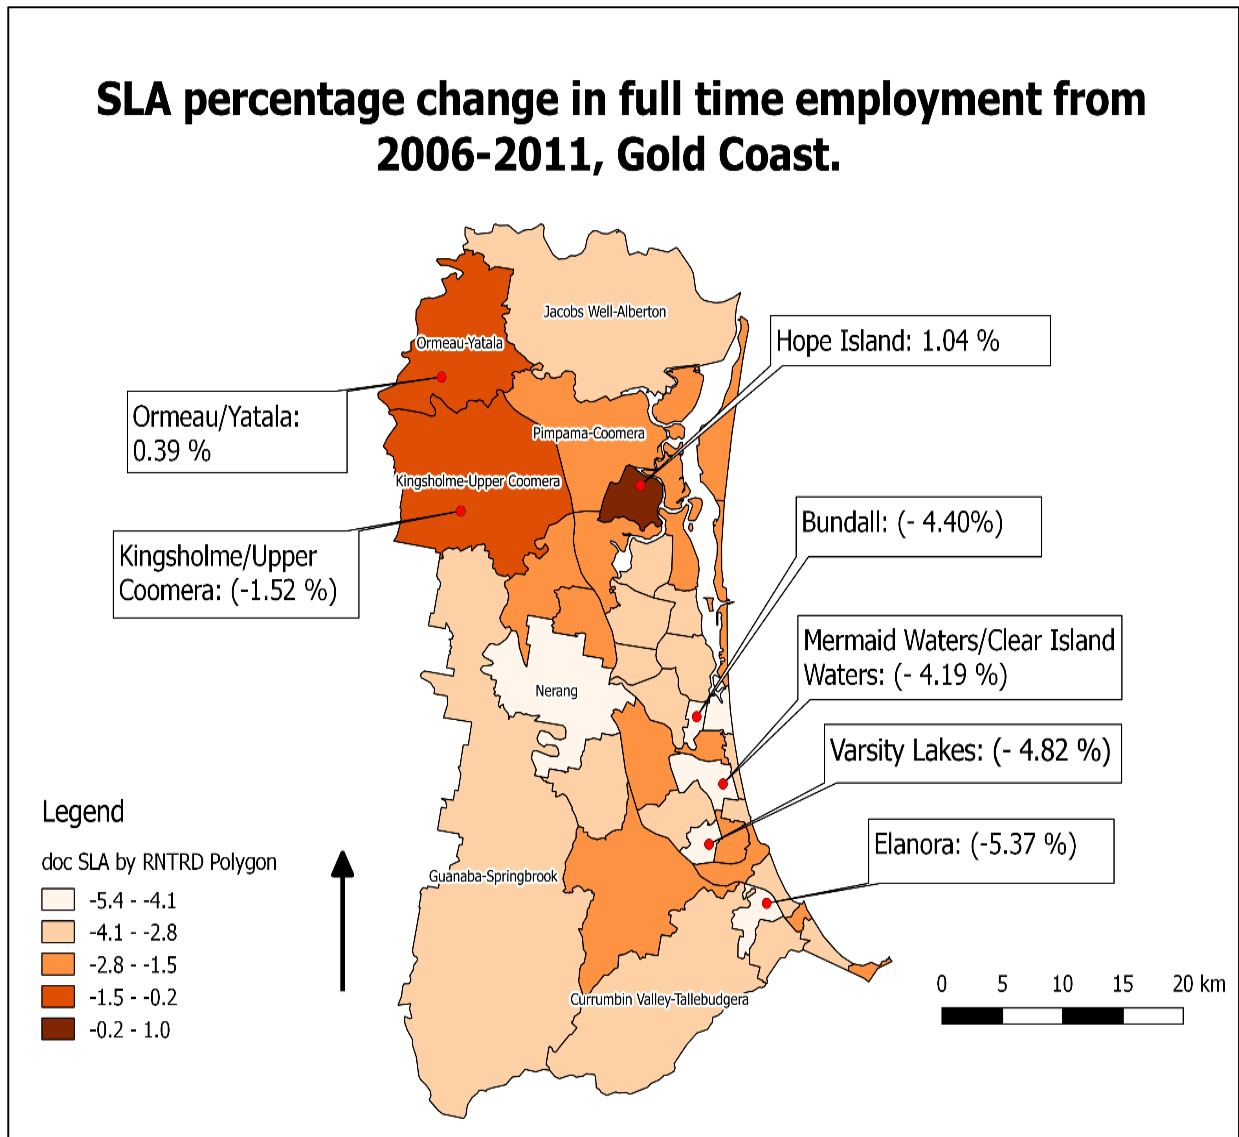 SLA percentage change in full time employment from
2006-2011, Gold Coast.
Jacobs Well-Alberton
Hope Island: 1.04 %
Ormeau-Yatala
Ormeau/Yatala:
0.39 %
Pimpama-Coomera
Kingsholme-Upper Coomera
Bundall: (- 4.40%)
Kingsholme/Upper
Coomera: (-1.52 %)
Mermaid Waters/Clear Island
Waters: (- 4.19 %)
Nerang
Varsity Lakes: (- 4.82 %)
Elanora: (-5.37 %)
Guanaba-Springbrook
Currumbin Valley-Tallebudgera
Legend
doc SLA by RNTRD Polygon
-5.4 - -4.1
-4.1 - -2.8
-2.8 - -1.5
-1.5 - -0.2
-0.2 - 1.0
0 5 10 15 20 km